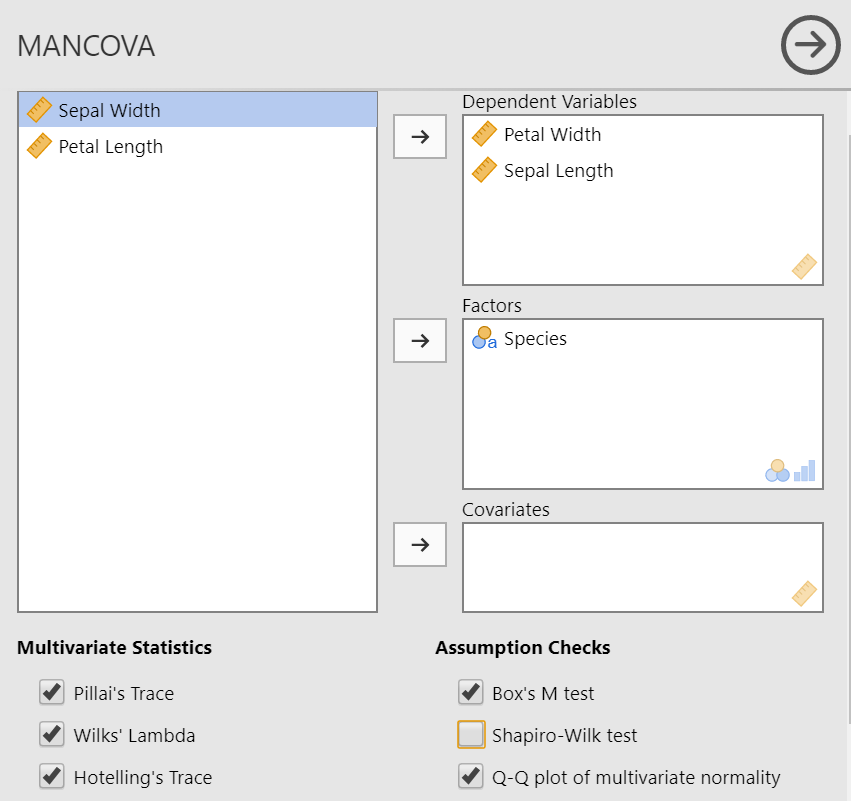 MANCOVA
Sepal Width
Petal Length
Dependent Variables
Petal Width
Sepal Length
Factors
a Species
Covariates
Multivariate Statistics
Pillai's Trace
Wilks' Lambda
Hotelling's Trace
Assumption Checks
Box's M test
Shapiro-Wilk test
Q-Q plot of multivariate normality